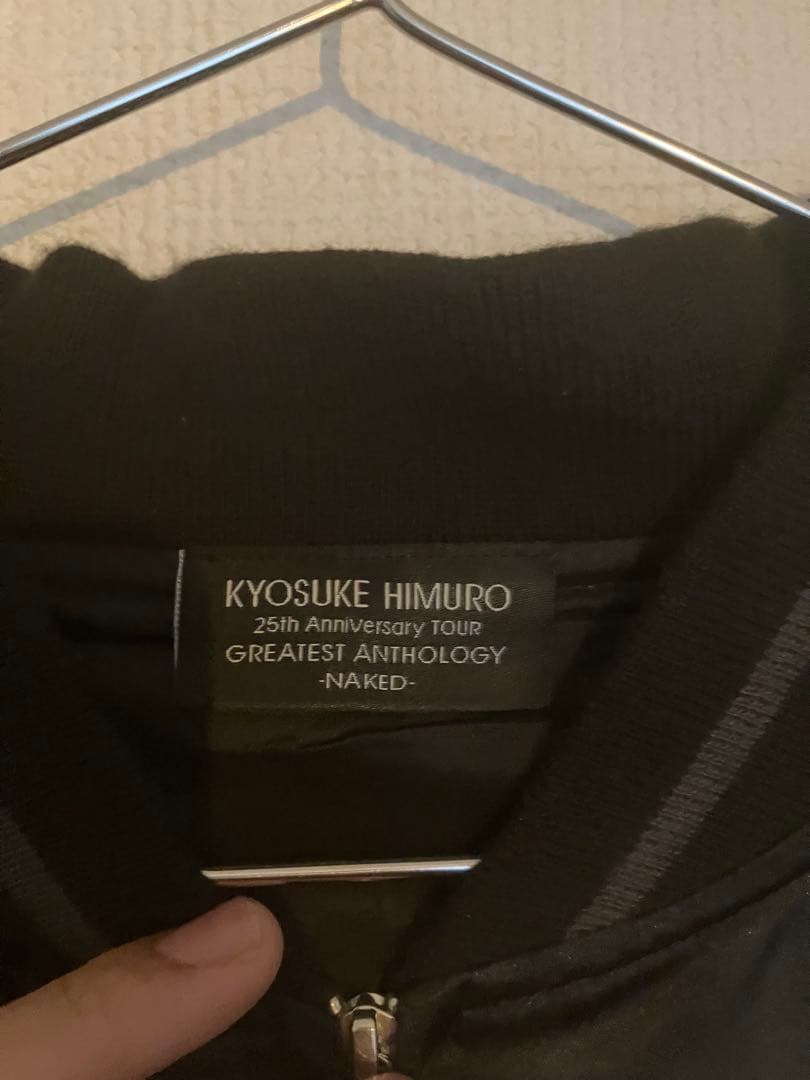 KYOSUKE HIMURO
25th Anniversary TOUR
GREATEST ANTHOLOGY
-NAKED-